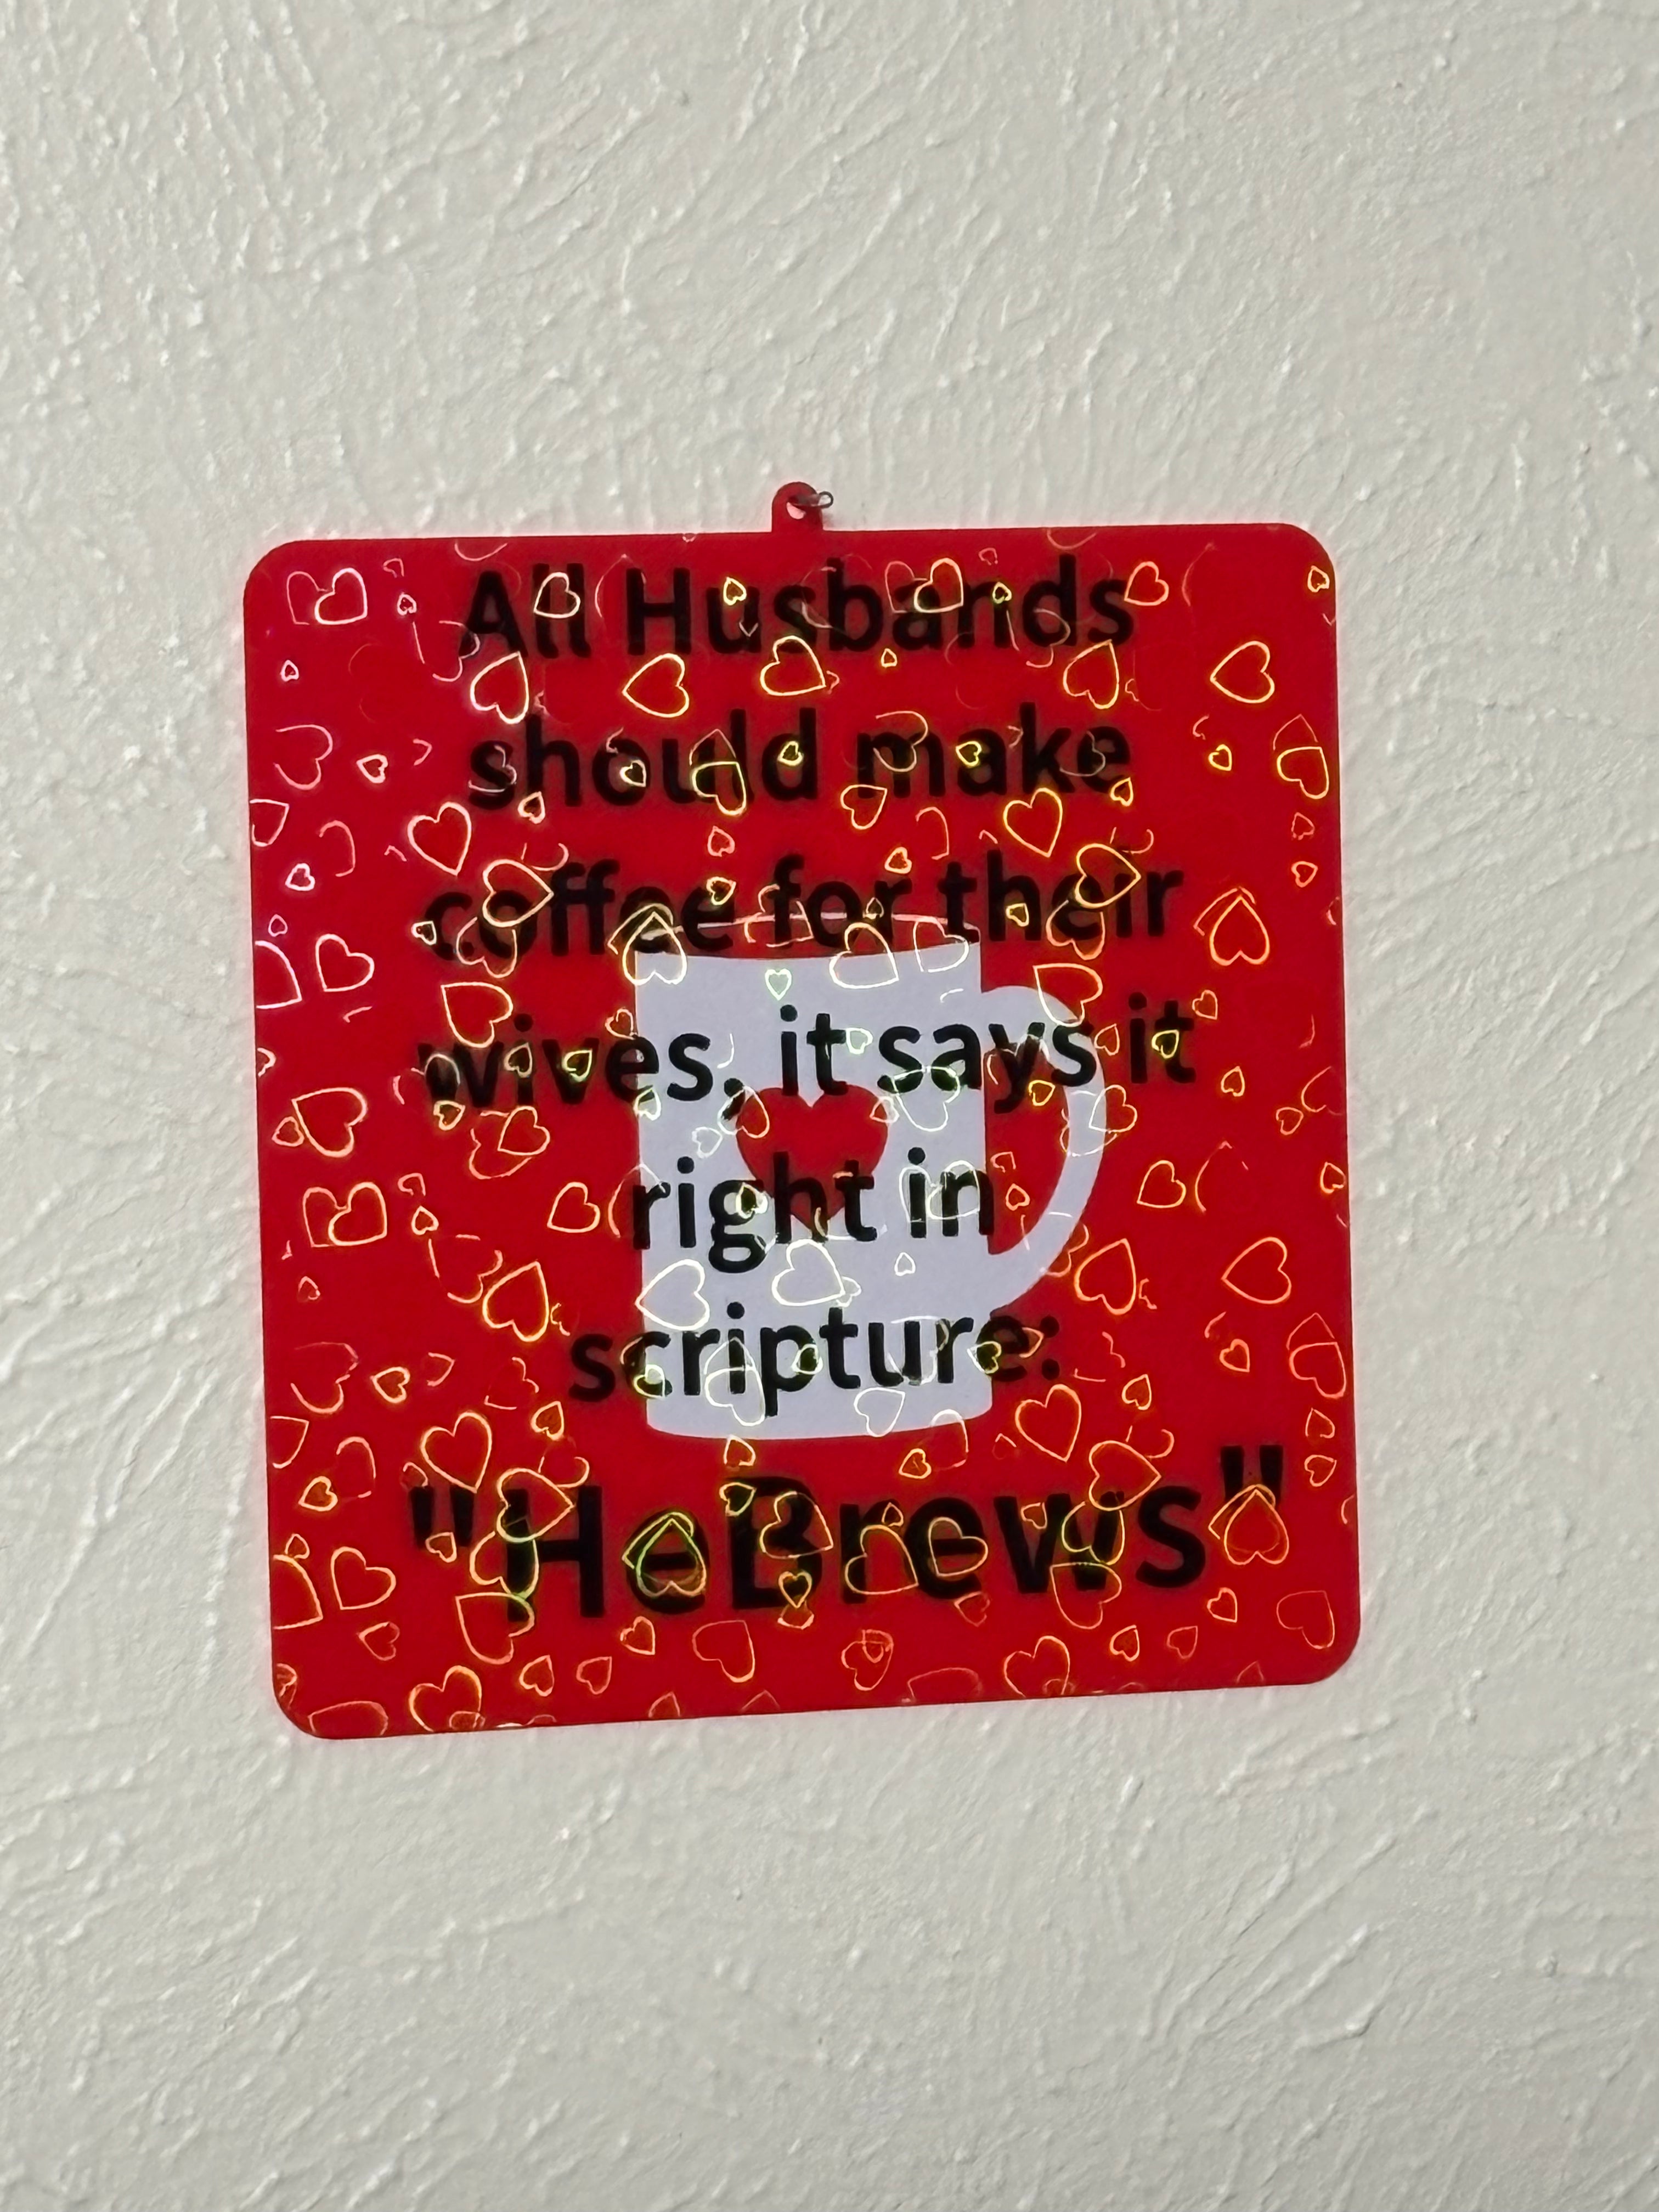 All Husbands
should make
coffee for their
wives, it says it
right in
scripture:
"HeBrews"